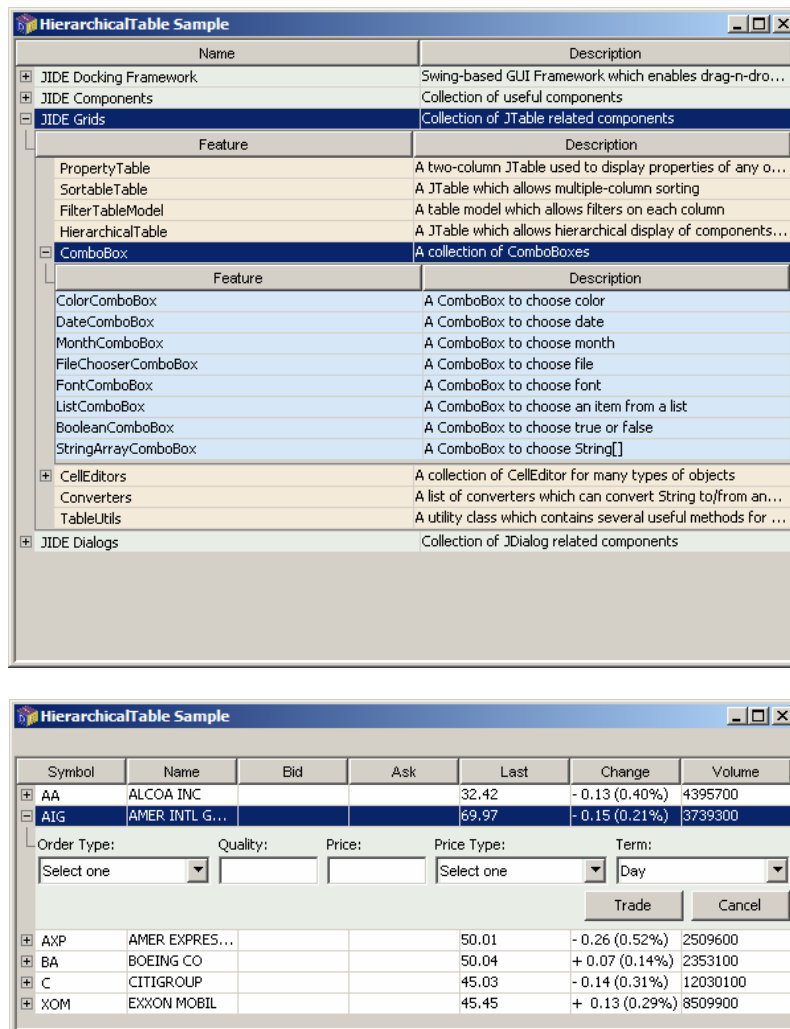 HierarchicalTable Sample
Name Description
JIDE Docking Framework Swing-based GUI Framework which enables drag-n-dro...
JIDE Components Collection of useful components
JIDE Grids Collection of JTable related components
Feature Description
PropertyTable A two-column JTable used to display properties of any o...
SortableTable A JTable which allows multiple-column sorting
FilterTableModel A table model which allows filters on each column
HierarchicalTable A JTable which allows hierarchical display of components...
ComboBox A collection of ComboBoxes
Feature Description
ColorComboBox A ComboBox to choose color
DateComboBox A ComboBox to choose date
MonthComboBox A ComboBox to choose month
FileChooserComboBox A ComboBox to choose file
FontComboBox A ComboBox to choose font
ListComboBox A ComboBox to choose an item from a list
BooleanComboBox A ComboBox to choose true or false
StringArrayComboBox A ComboBox to choose String[]
CellEditors A collection of CellEditor for many types of objects
Converters A list of converters which can convert String to/from an...
TableUtils A utility class which contains several useful methods for ...
JIDE Dialogs Collection of JDialog related components
HierarchicalTable Sample
Symbol Name Bid Ask Last Change Volume
AA ALCOA INC 32.42 - 0.13 (0.40%) 4395700
AIG AMER INTL G... 69.97 - 0.15 (0.21%) 3739300
Order Type: Quality: Price: Price Type: Term:
Select one Select one Day
Trade Cancel
AXP AMER EXPRES... 50.01 - 0.26 (0.52%) 2509600
BA BOEING CO 50.04 + 0.07 (0.14%) 2353100
C CITIGROUP 45.03 - 0.14 (0.31%) 12030100
XOM EXXON MOBIL 45.45 + 0.13 (0.29%) 8509900